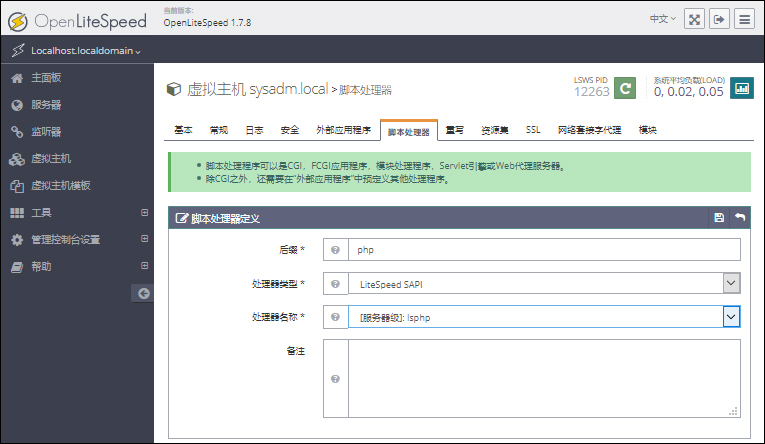 OpenLiteSpeed
当前版本:
OpenLiteSpeed 1.7.8
中文
Localhost.localdomain
主面板
服务器
监听器
虚拟主机
虚拟主机模板
工具
管理控制台设置
帮助
虚拟主机 sysadm.local > 脚本处理器
LSWS PID
12263
系统平均负载(LOAD)
0, 0.02, 0.05
基本 常规 日志 安全 外部应用程序 脚本处理器 重写 资源集 SSL 网络套接字代理 模块
脚本处理程序可以是CGI，FCGI应用程序，模块处理程序，Servlet引擎或Web代理服务器。
除CGI之外，还需要在“外部应用程序”中预定义其他处理程序。
脚本处理器定义
后缀 * php
处理器类型 * LiteSpeed SAPI
处理器名称 * [服务器级]: lsphp
备注